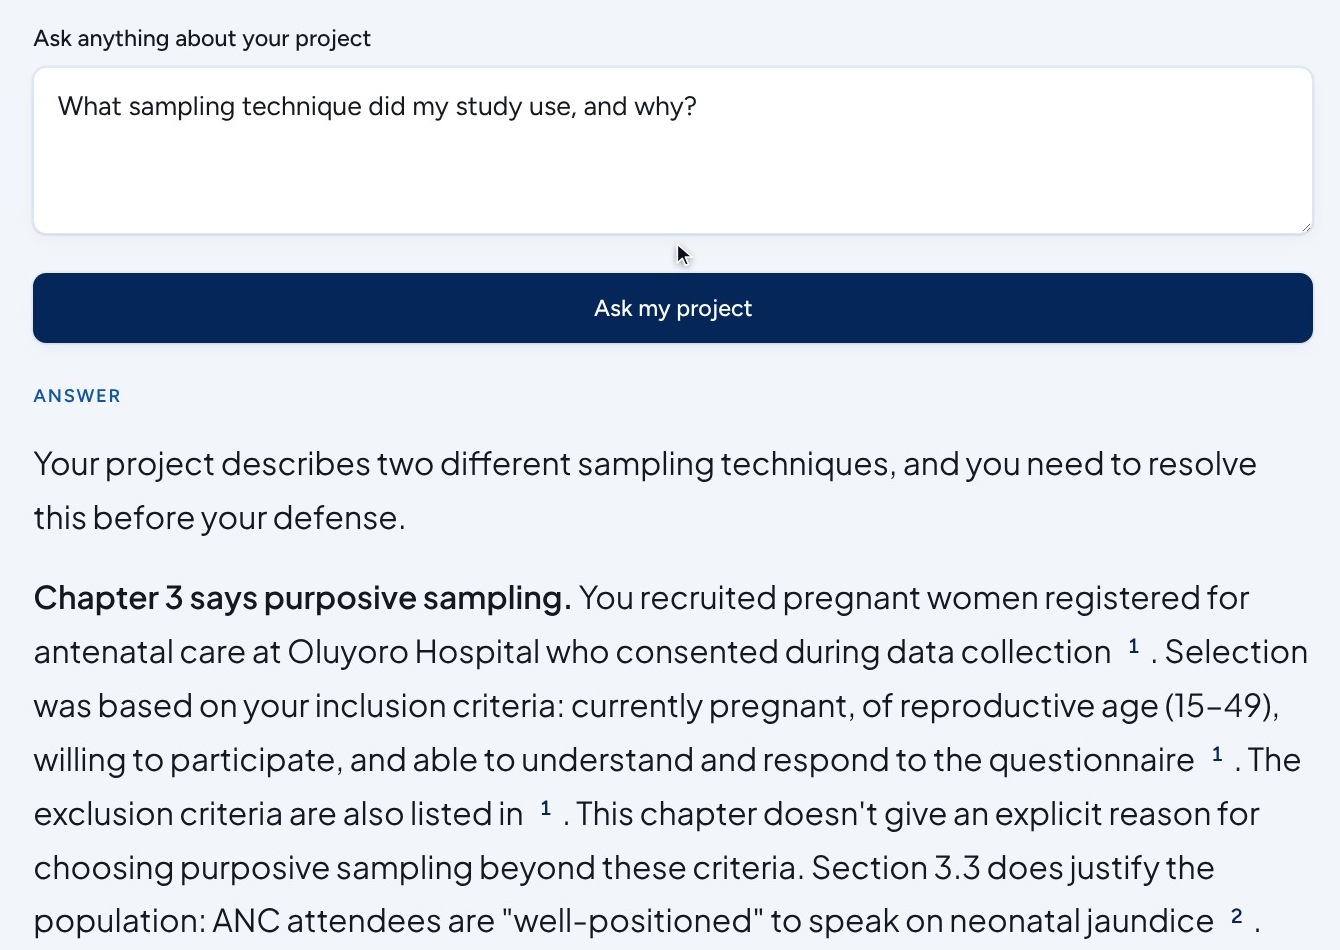 Ask anything about your project
What sampling technique did my study use, and why?
Ask my project
ANSWER
Your project describes two different sampling techniques, and you need to resolve
this before your defense.
Chapter 3 says purposive sampling. You recruited pregnant women registered for
antenatal care at Oluyoro Hospital who consented during data collection 1 . Selection
was based on your inclusion criteria: currently pregnant, of reproductive age (15–49),
willing to participate, and able to understand and respond to the questionnaire 1 . The
exclusion criteria are also listed in 1 . This chapter doesn't give an explicit reason for
choosing purposive sampling beyond these criteria. Section 3.3 does justify the
population: ANC attendees are "well-positioned" to speak on neonatal jaundice 2 .